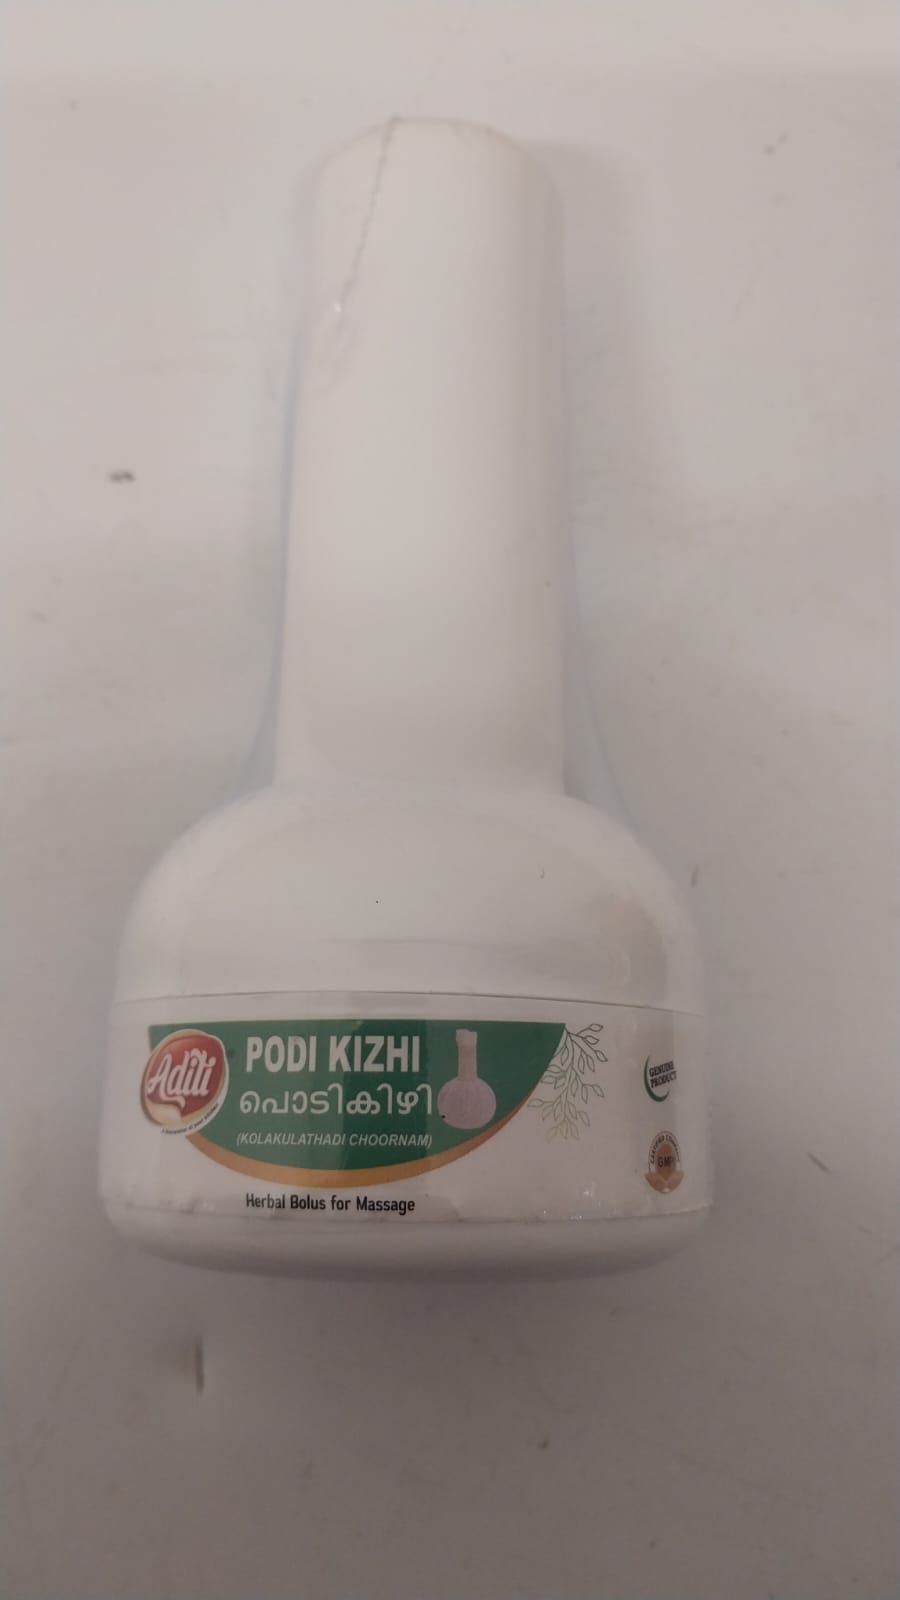 Aditi
PODI KIZHI
പൊടികിഴി
(KOLAKULATHADI CHOORNAM)
Herbal Bolus for Massage
GENUINE
PRODUCT
GMP